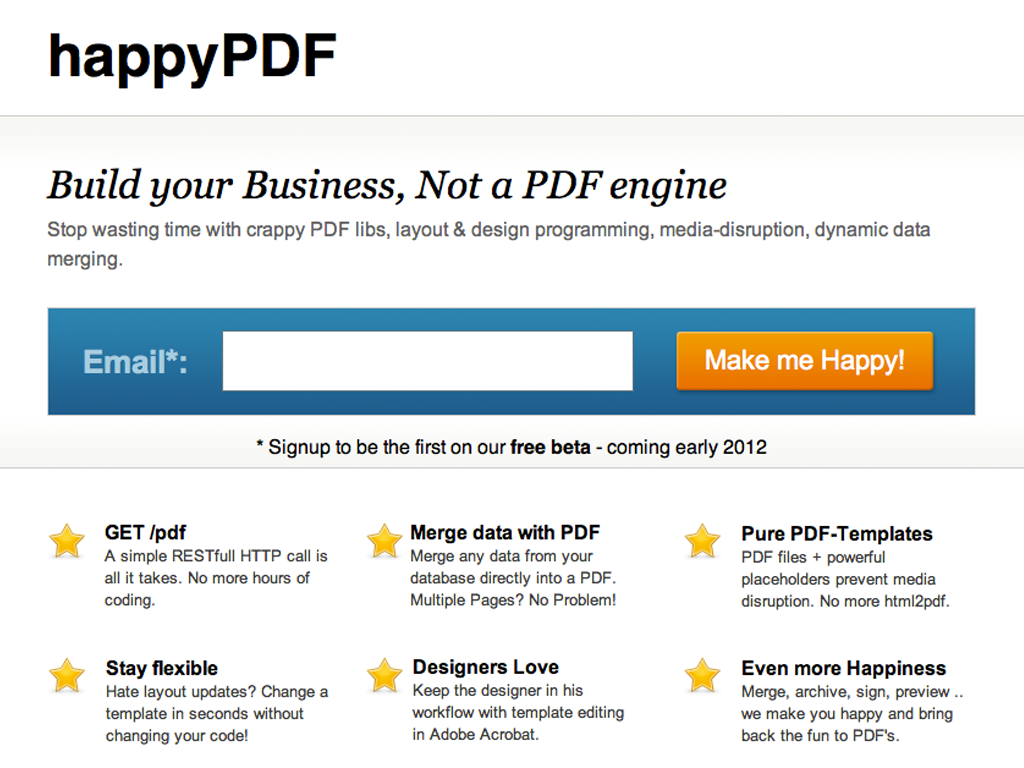 happyPDF
Build your Business, Not a PDF engine
Stop wasting time with crappy PDF libs, layout & design programming, media-disruption, dynamic data
merging.
Email*:
Make me Happy!
* Signup to be the first on our free beta - coming early 2012
GET /pdf
A simple RESTfull HTTP call is
all it takes. No more hours of
coding.
Merge data with PDF
Merge any data from your
database directly into a PDF.
Multiple Pages? No Problem!
Pure PDF-Templates
PDF files + powerful
placeholders prevent media
disruption. No more html2pdf.
Stay flexible
Hate layout updates? Change a
template in seconds without
changing your code!
Designers Love
Keep the designer in his
workflow with template editing
in Adobe Acrobat.
Even more Happiness
Merge, archive, sign, preview ..
we make you happy and bring
back the fun to PDF's.